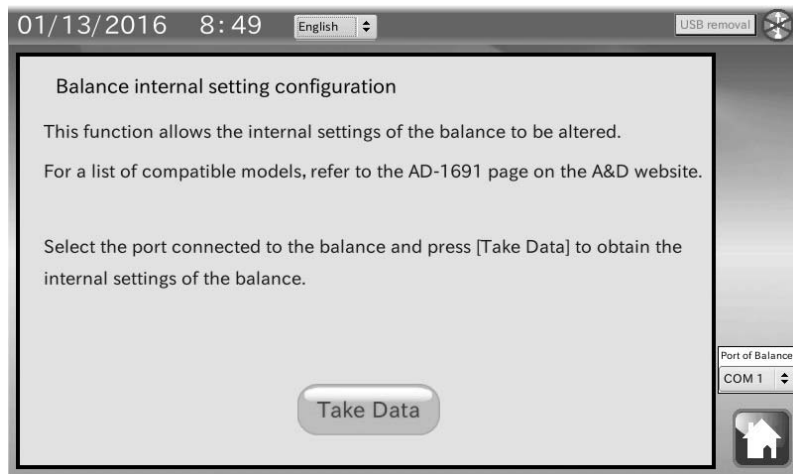 01/13/2016 8:49 English USB removal
Balance internal setting configuration
This function allows the internal settings of the balance to be altered.
For a list of compatible models, refer to the AD-1691 page on the A&D website.
Select the port connected to the balance and press [Take Data] to obtain the
internal settings of the balance.
Port of Balance
COM 1
Take Data